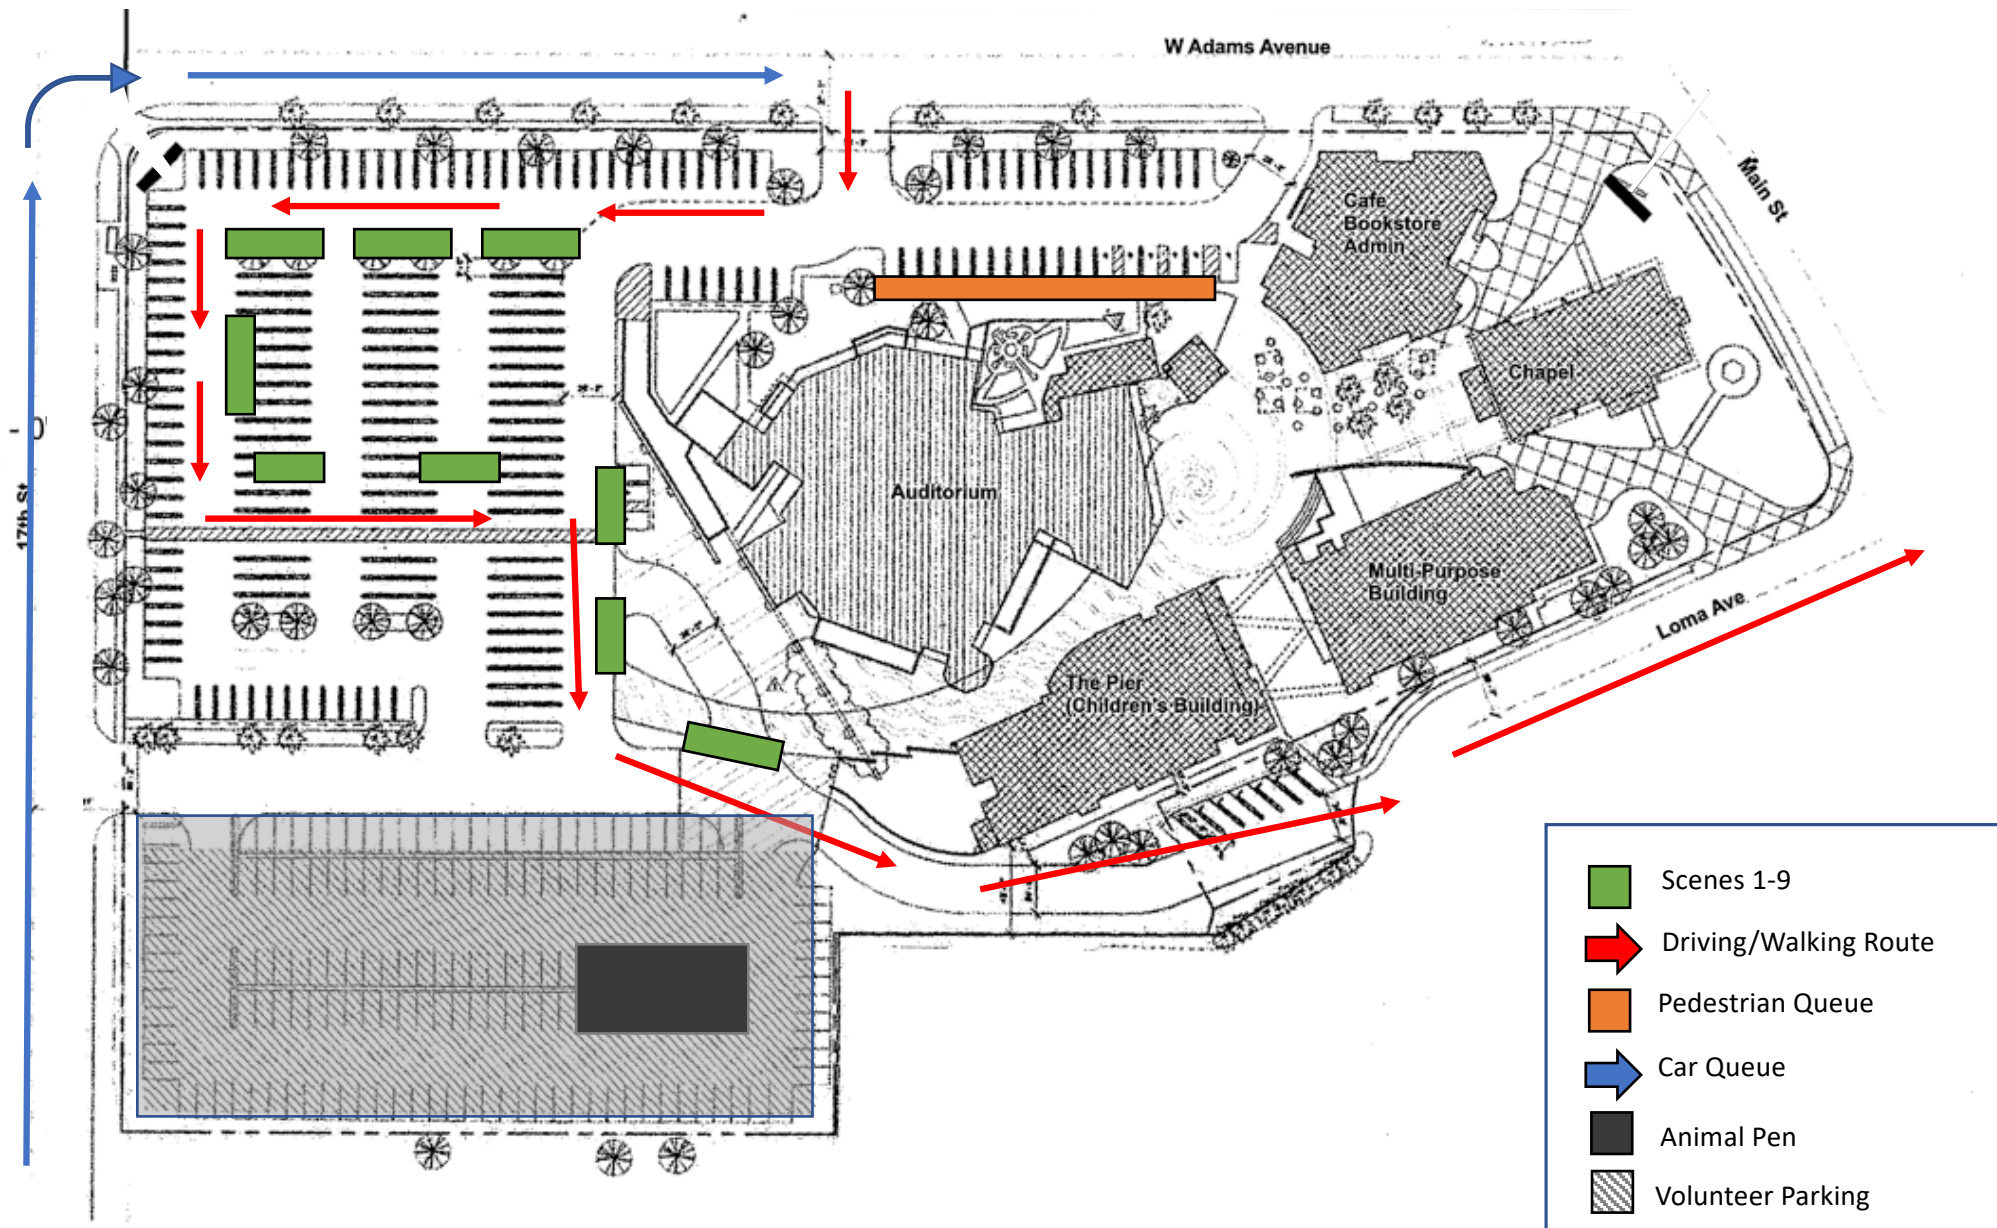 W Adams Avenue
Main St
Cafe
Bookstore
Admin
Chapel
Auditorium
17th St
Multi-Purpose
Building
Loma Ave
The Pier
(Children's Building)
Scenes 1-9
Driving/Walking Route
Pedestrian Queue
Car Queue
Animal Pen
Volunteer Parking